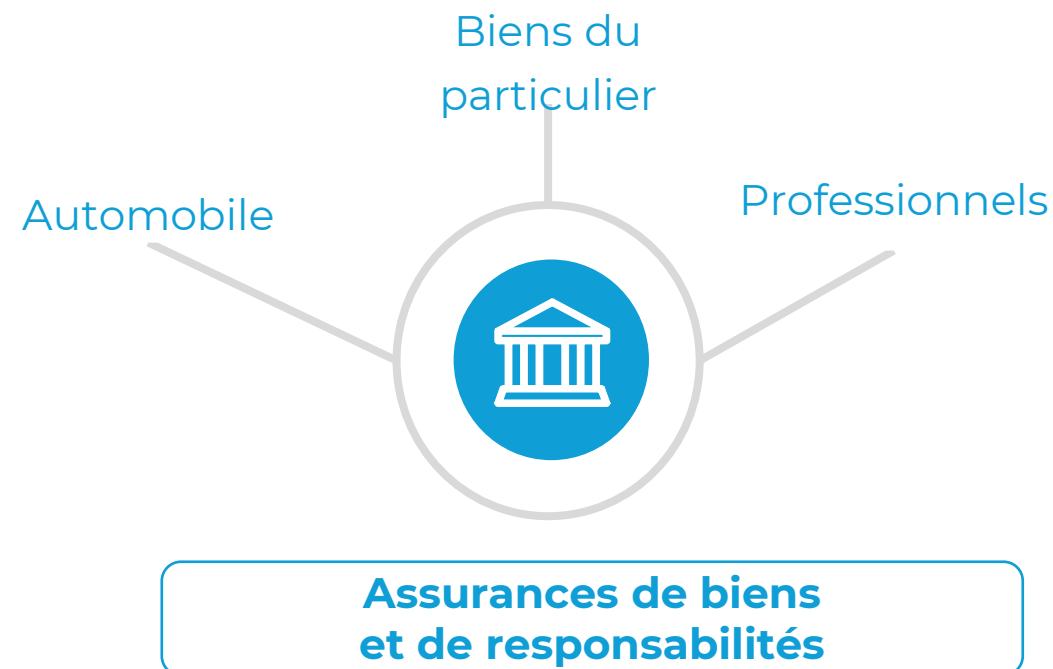 Biens du
particulier
Automobile
Professionnels
Assurances de biens
et de responsabilités